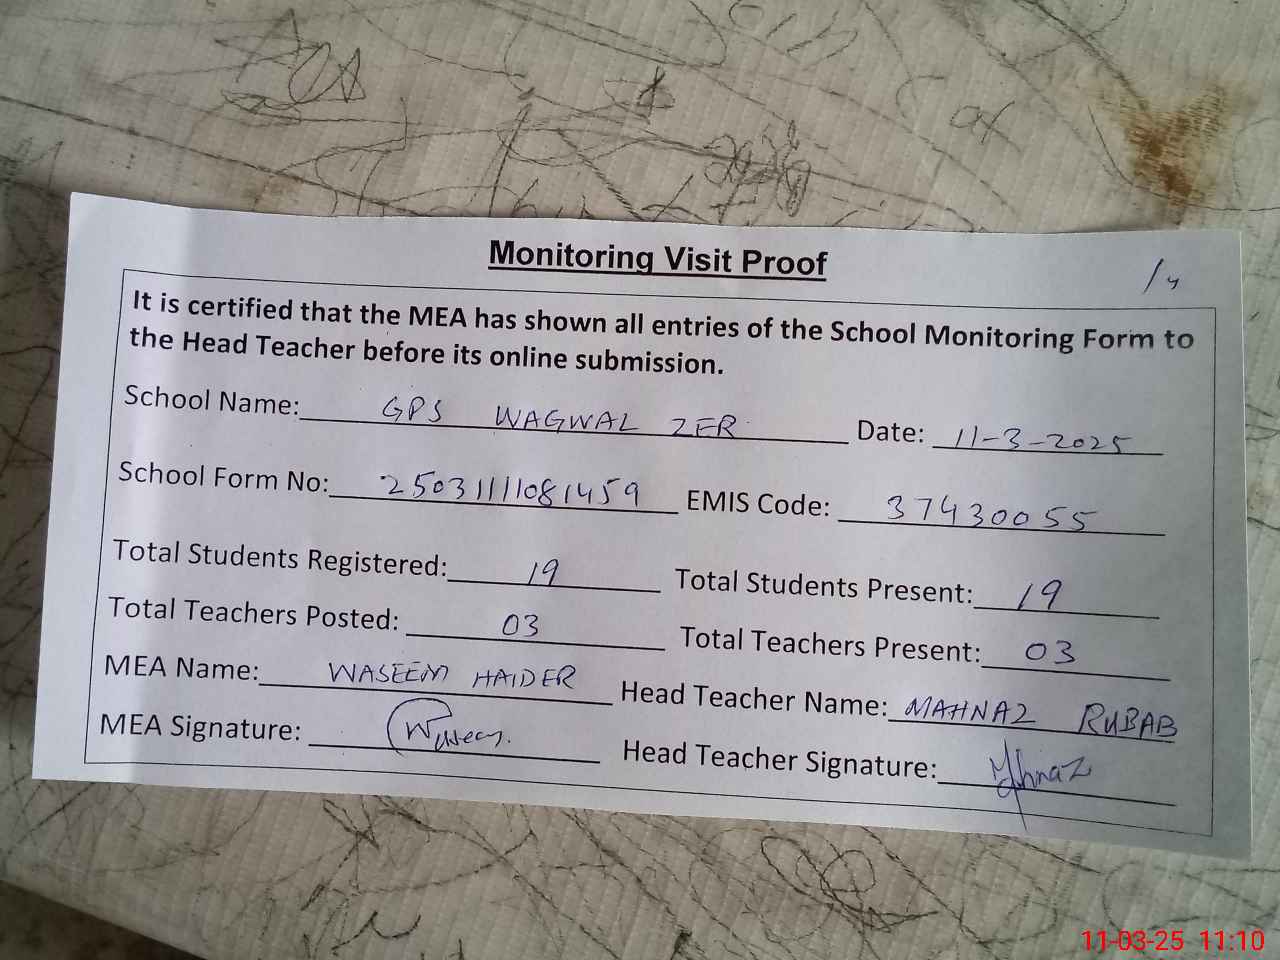 Monitoring Visit Proof
It is certified that the MEA has shown all entries of the School Monitoring Form to
the Head Teacher before its online submission.
School Name: GPS WAGWAL ZER Date: 11-3-2025
School Form No: 2503111081459 EMIS Code: 37430055
Total Students Registered: 19 Total Students Present: 19
Total Teachers Posted: 03 Total Teachers Present: 03
MEA Name: WASEEM HAIDER Head Teacher Name: MAHNAZ RUBAB
MEA Signature: Waseem. Head Teacher Signature: Mahnaz
11-03-25 11:10